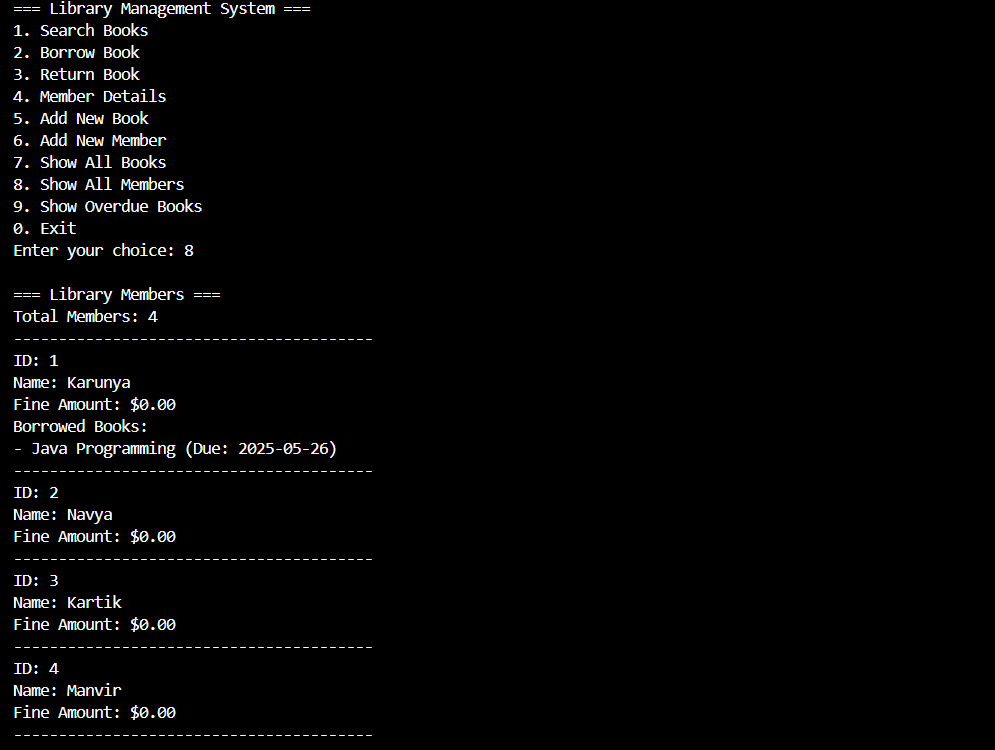 === Library Management System ===
1. Search Books
2. Borrow Book
3. Return Book
4. Member Details
5. Add New Book
6. Add New Member
7. Show All Books
8. Show All Members
9. Show Overdue Books
0. Exit
Enter your choice: 8

=== Library Members ===
Total Members: 4
----------------------------------------
ID: 1
Name: Karunya
Fine Amount: $0.00
Borrowed Books:
- Java Programming (Due: 2025-05-26)
----------------------------------------
ID: 2
Name: Navya
Fine Amount: $0.00
----------------------------------------
ID: 3
Name: Kartik
Fine Amount: $0.00
----------------------------------------
ID: 4
Name: Manvir
Fine Amount: $0.00
----------------------------------------